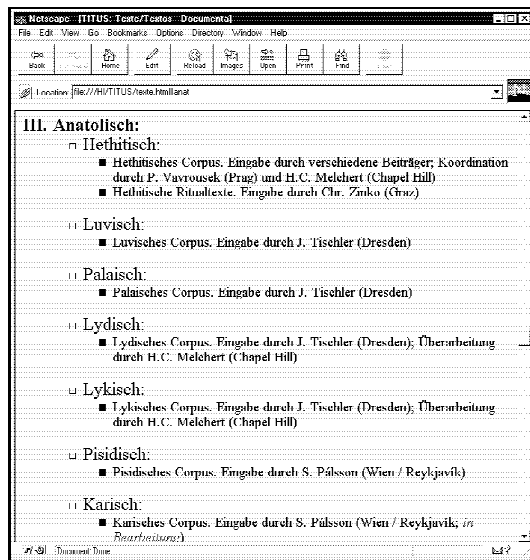 Netscape - [TITUS: Texte/Textos - Documenta]
File Edit View Go Bookmarks Options Directory Window Help
Back Home Edit Reload Images Open Print Find
Location: file:///H|/TITUS/texte.htm#anat
III. Anatolisch:
Hethitisch:
Hethitisches Corpus. Eingabe durch verschiedene Beiträger; Koordination
durch P. Vavrousek (Prag) und H.C. Melchert (Chapel Hill)
Hethitische Ritualtexte. Eingabe durch Chr. Zinko (Graz)
Luvisch:
Luvisches Corpus. Eingabe durch J. Tischler (Dresden)
Palaisch:
Palaisches Corpus. Eingabe durch J. Tischler (Dresden)
Lydisch:
Lydisches Corpus. Eingabe durch J. Tischler (Dresden); Überarbeitung
durch H.C. Melchert (Chapel Hill)
Lykisch:
Lykisches Corpus. Eingabe durch J. Tischler (Dresden); Überarbeitung
durch H.C. Melchert (Chapel Hill)
Pisidisch:
Pisidisches Corpus. Eingabe durch S. Pálsson (Wien / Reykjavík)
Karisch:
Karisches Corpus. Eingabe durch S. Pálsson (Wien / Reykjavík; in
Bearbeitung)
Document: Done